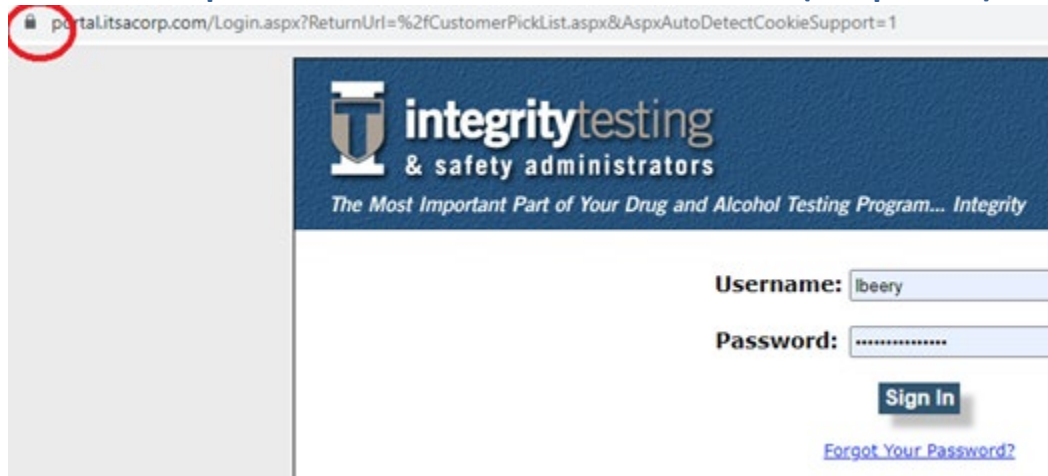 portal.itsacorp.com/Login.aspx?ReturnUrl=%2fCustomerPickList.aspx&AspxAutoDetectCookieSupport=1
integritytesting
& safety administrators
The Most Important Part of Your Drug and Alcohol Testing Program... Integrity
Username: lbeery
Password: ···············
Sign In
Forgot Your Password?